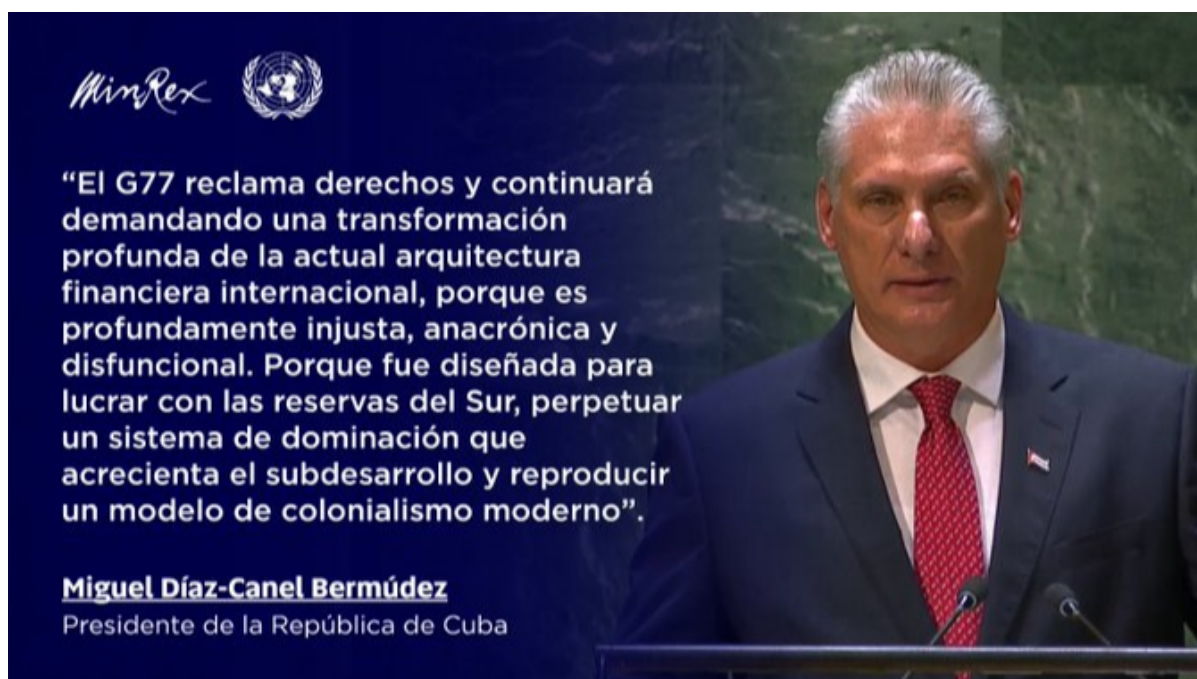 MinRex
“El G77 reclama derechos y continuará
demandando una transformación
profunda de la actual arquitectura
financiera internacional, porque es
profundamente injusta, anacrónica y
disfuncional. Porque fue diseñada para
lucrar con las reservas del Sur, perpetuar
un sistema de dominación que
acrecienta el subdesarrollo y reproducir
un modelo de colonialismo moderno”.
Miguel Díaz-Canel Bermúdez
Presidente de la República de Cuba